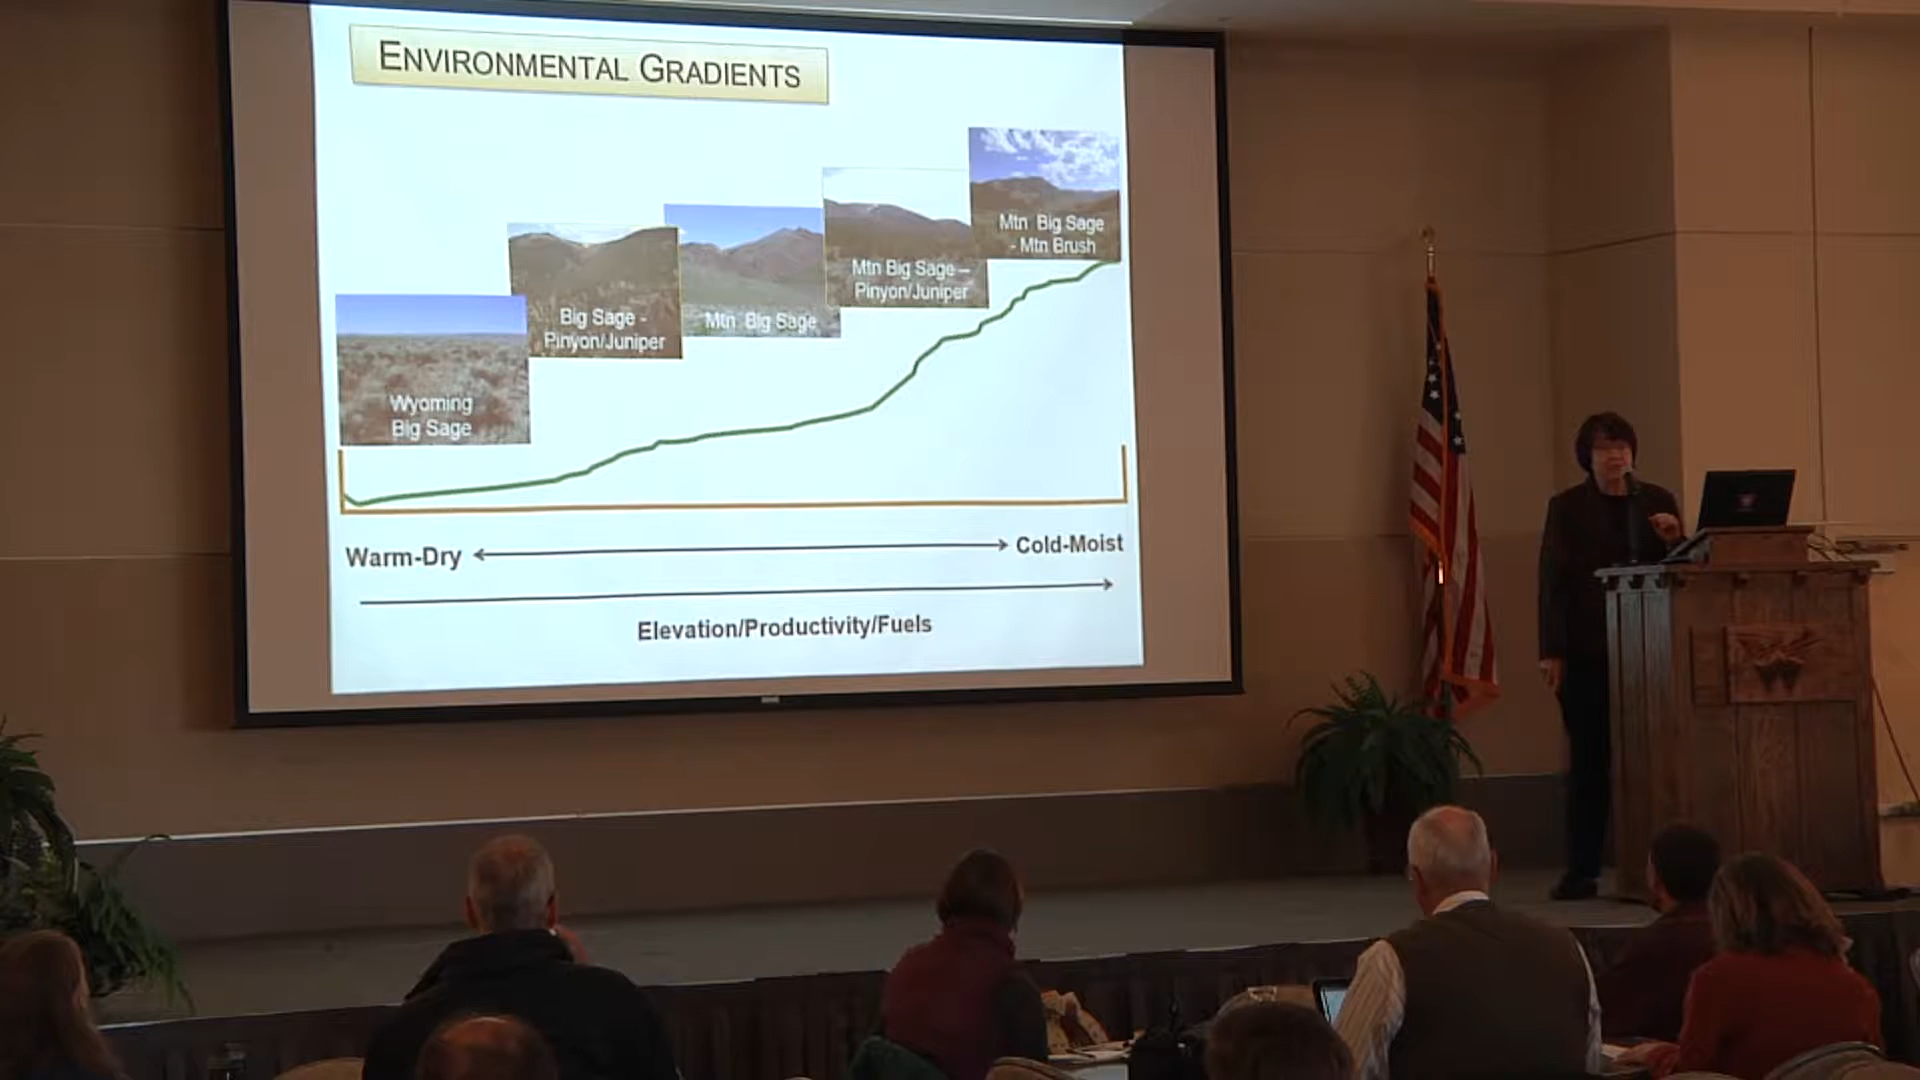 ENVIRONMENTAL GRADIENTS
Mtn Big Sage
- Mtn Brush
Mtn Big Sage –
Pinyon/Juniper
Big Sage -
Pinyon/Juniper
Mtn Big Sage
Wyoming
Big Sage
Warm-Dry
Cold-Moist
Elevation/Productivity/Fuels